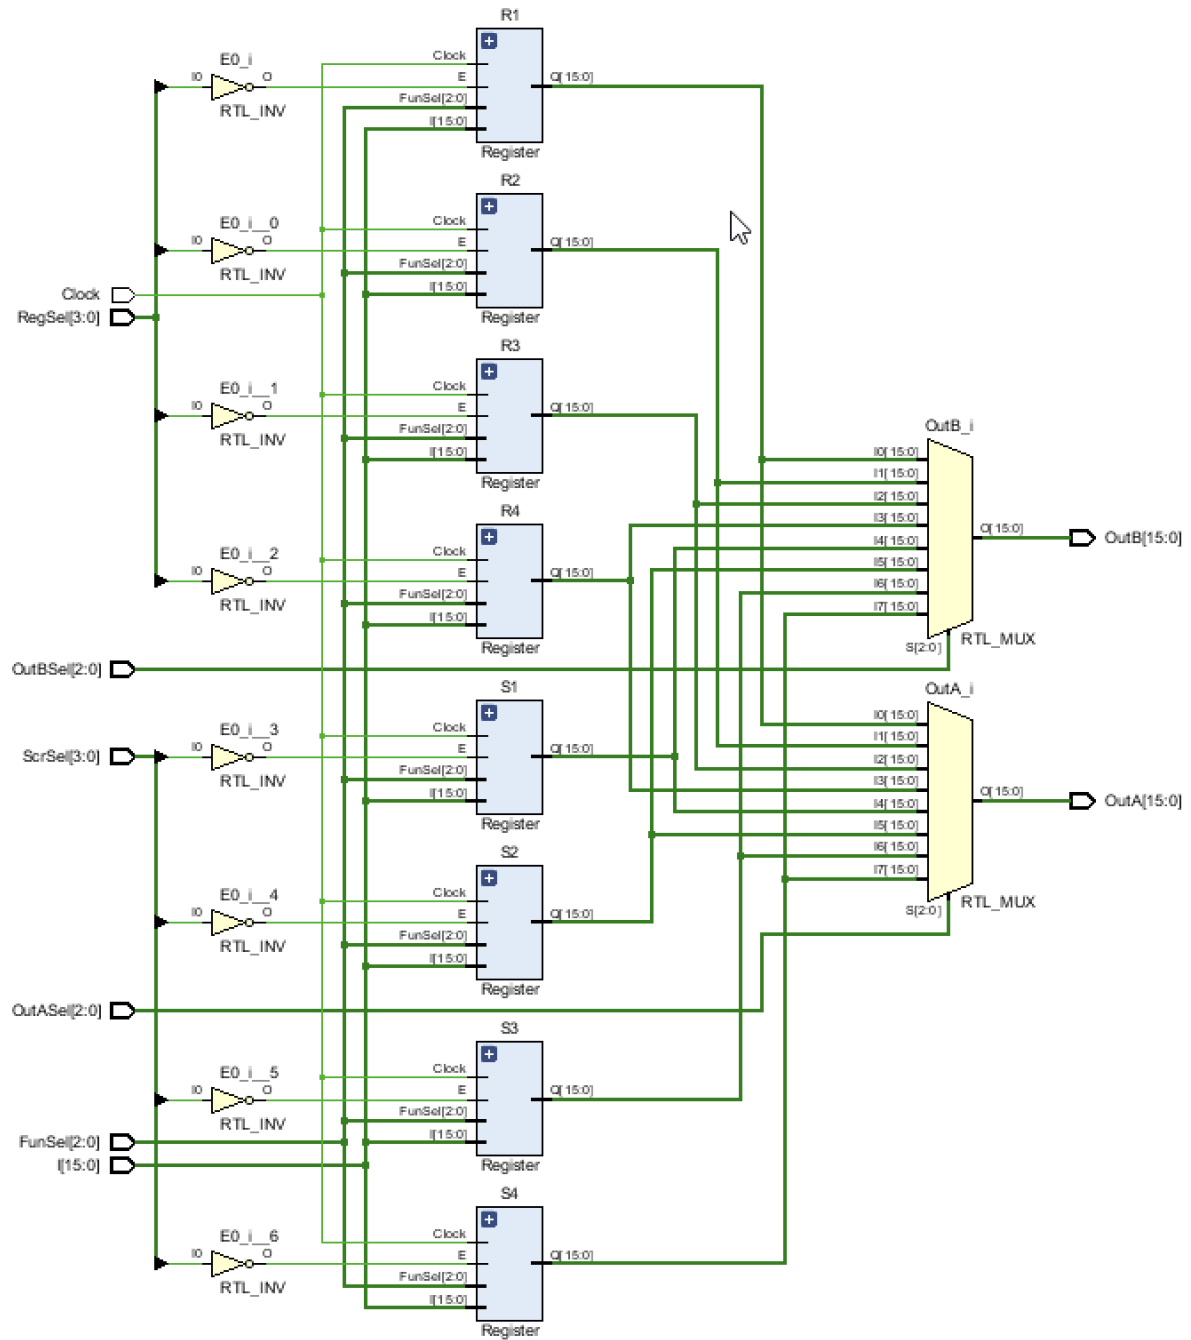 R1
E0_i
I0
O
RTL_INV
Clock
E
FunSel[2:0]
I[15:0]
Q[15:0]
Register
R2
E0_i__0
I0
O
RTL_INV
Clock
E
FunSel[2:0]
I[15:0]
Q[15:0]
Register
Clock
RegSel[3:0]
R3
E0_i__1
I0
O
RTL_INV
Clock
E
FunSel[2:0]
I[15:0]
Q[15:0]
Register
R4
E0_i__2
I0
O
RTL_INV
Clock
E
FunSel[2:0]
I[15:0]
Q[15:0]
Register
OutB_i
I0[15:0]
I1[15:0]
I2[15:0]
I3[15:0]
I4[15:0]
I5[15:0]
I6[15:0]
I7[15:0]
S[2:0]
O[15:0]
RTL_MUX
OutB[15:0]
OutBSel[2:0]
S1
E0_i__3
ScrSel[3:0]
I0
O
RTL_INV
Clock
E
FunSel[2:0]
I[15:0]
Q[15:0]
Register
OutA_i
I0[15:0]
I1[15:0]
I2[15:0]
I3[15:0]
I4[15:0]
I5[15:0]
I6[15:0]
I7[15:0]
S[2:0]
O[15:0]
RTL_MUX
OutA[15:0]
S2
E0_i__4
I0
O
RTL_INV
Clock
E
FunSel[2:0]
I[15:0]
Q[15:0]
Register
OutASel[2:0]
S3
E0_i__5
I0
O
RTL_INV
Clock
E
FunSel[2:0]
I[15:0]
Q[15:0]
Register
FunSel[2:0]
I[15:0]
S4
E0_i__6
I0
O
RTL_INV
Clock
E
FunSel[2:0]
I[15:0]
Q[15:0]
Register